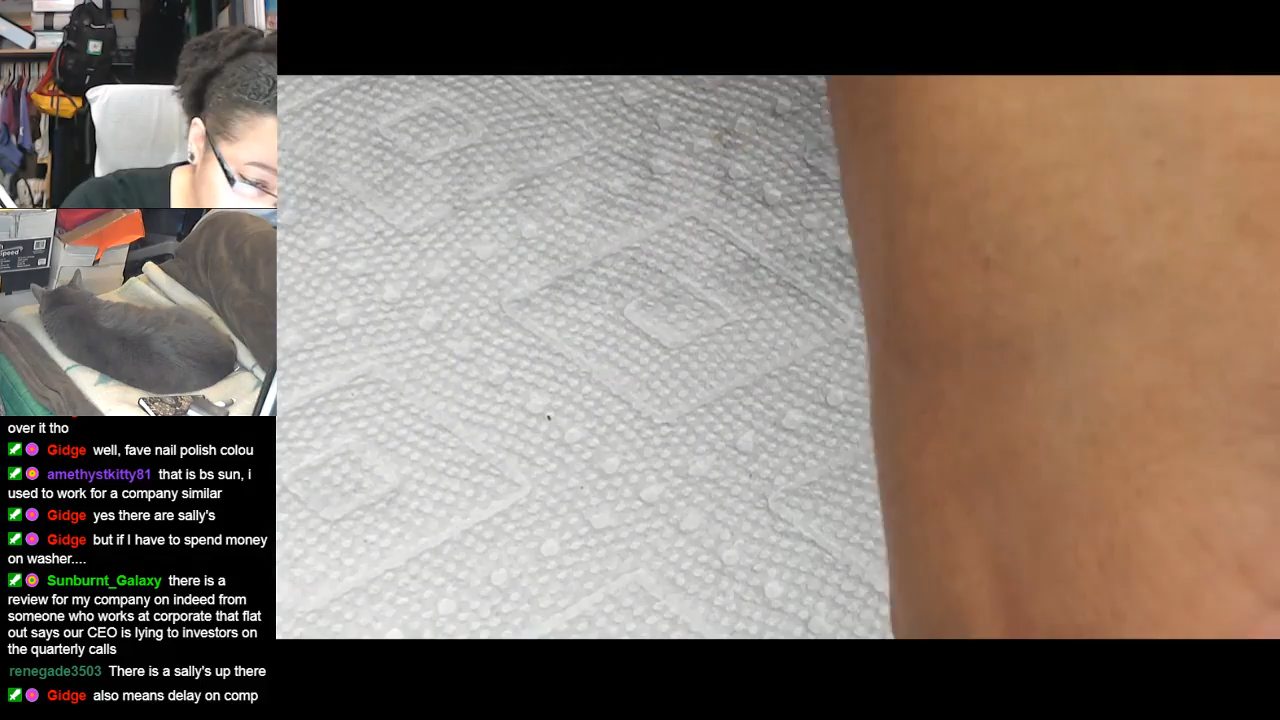 over it tho
Gidge well, fave nail polish colou
amethystkitty81 that is bs sun, i
used to work for a company similar
Gidge yes there are sally's
Gidge but if I have to spend money
on washer....
Sunburnt_Galaxy there is a
review for my company on indeed from
someone who works at corporate that flat
out says our CEO is lying to investors on
the quarterly calls
renegade3503 There is a sally's up there
Gidge also means delay on comp